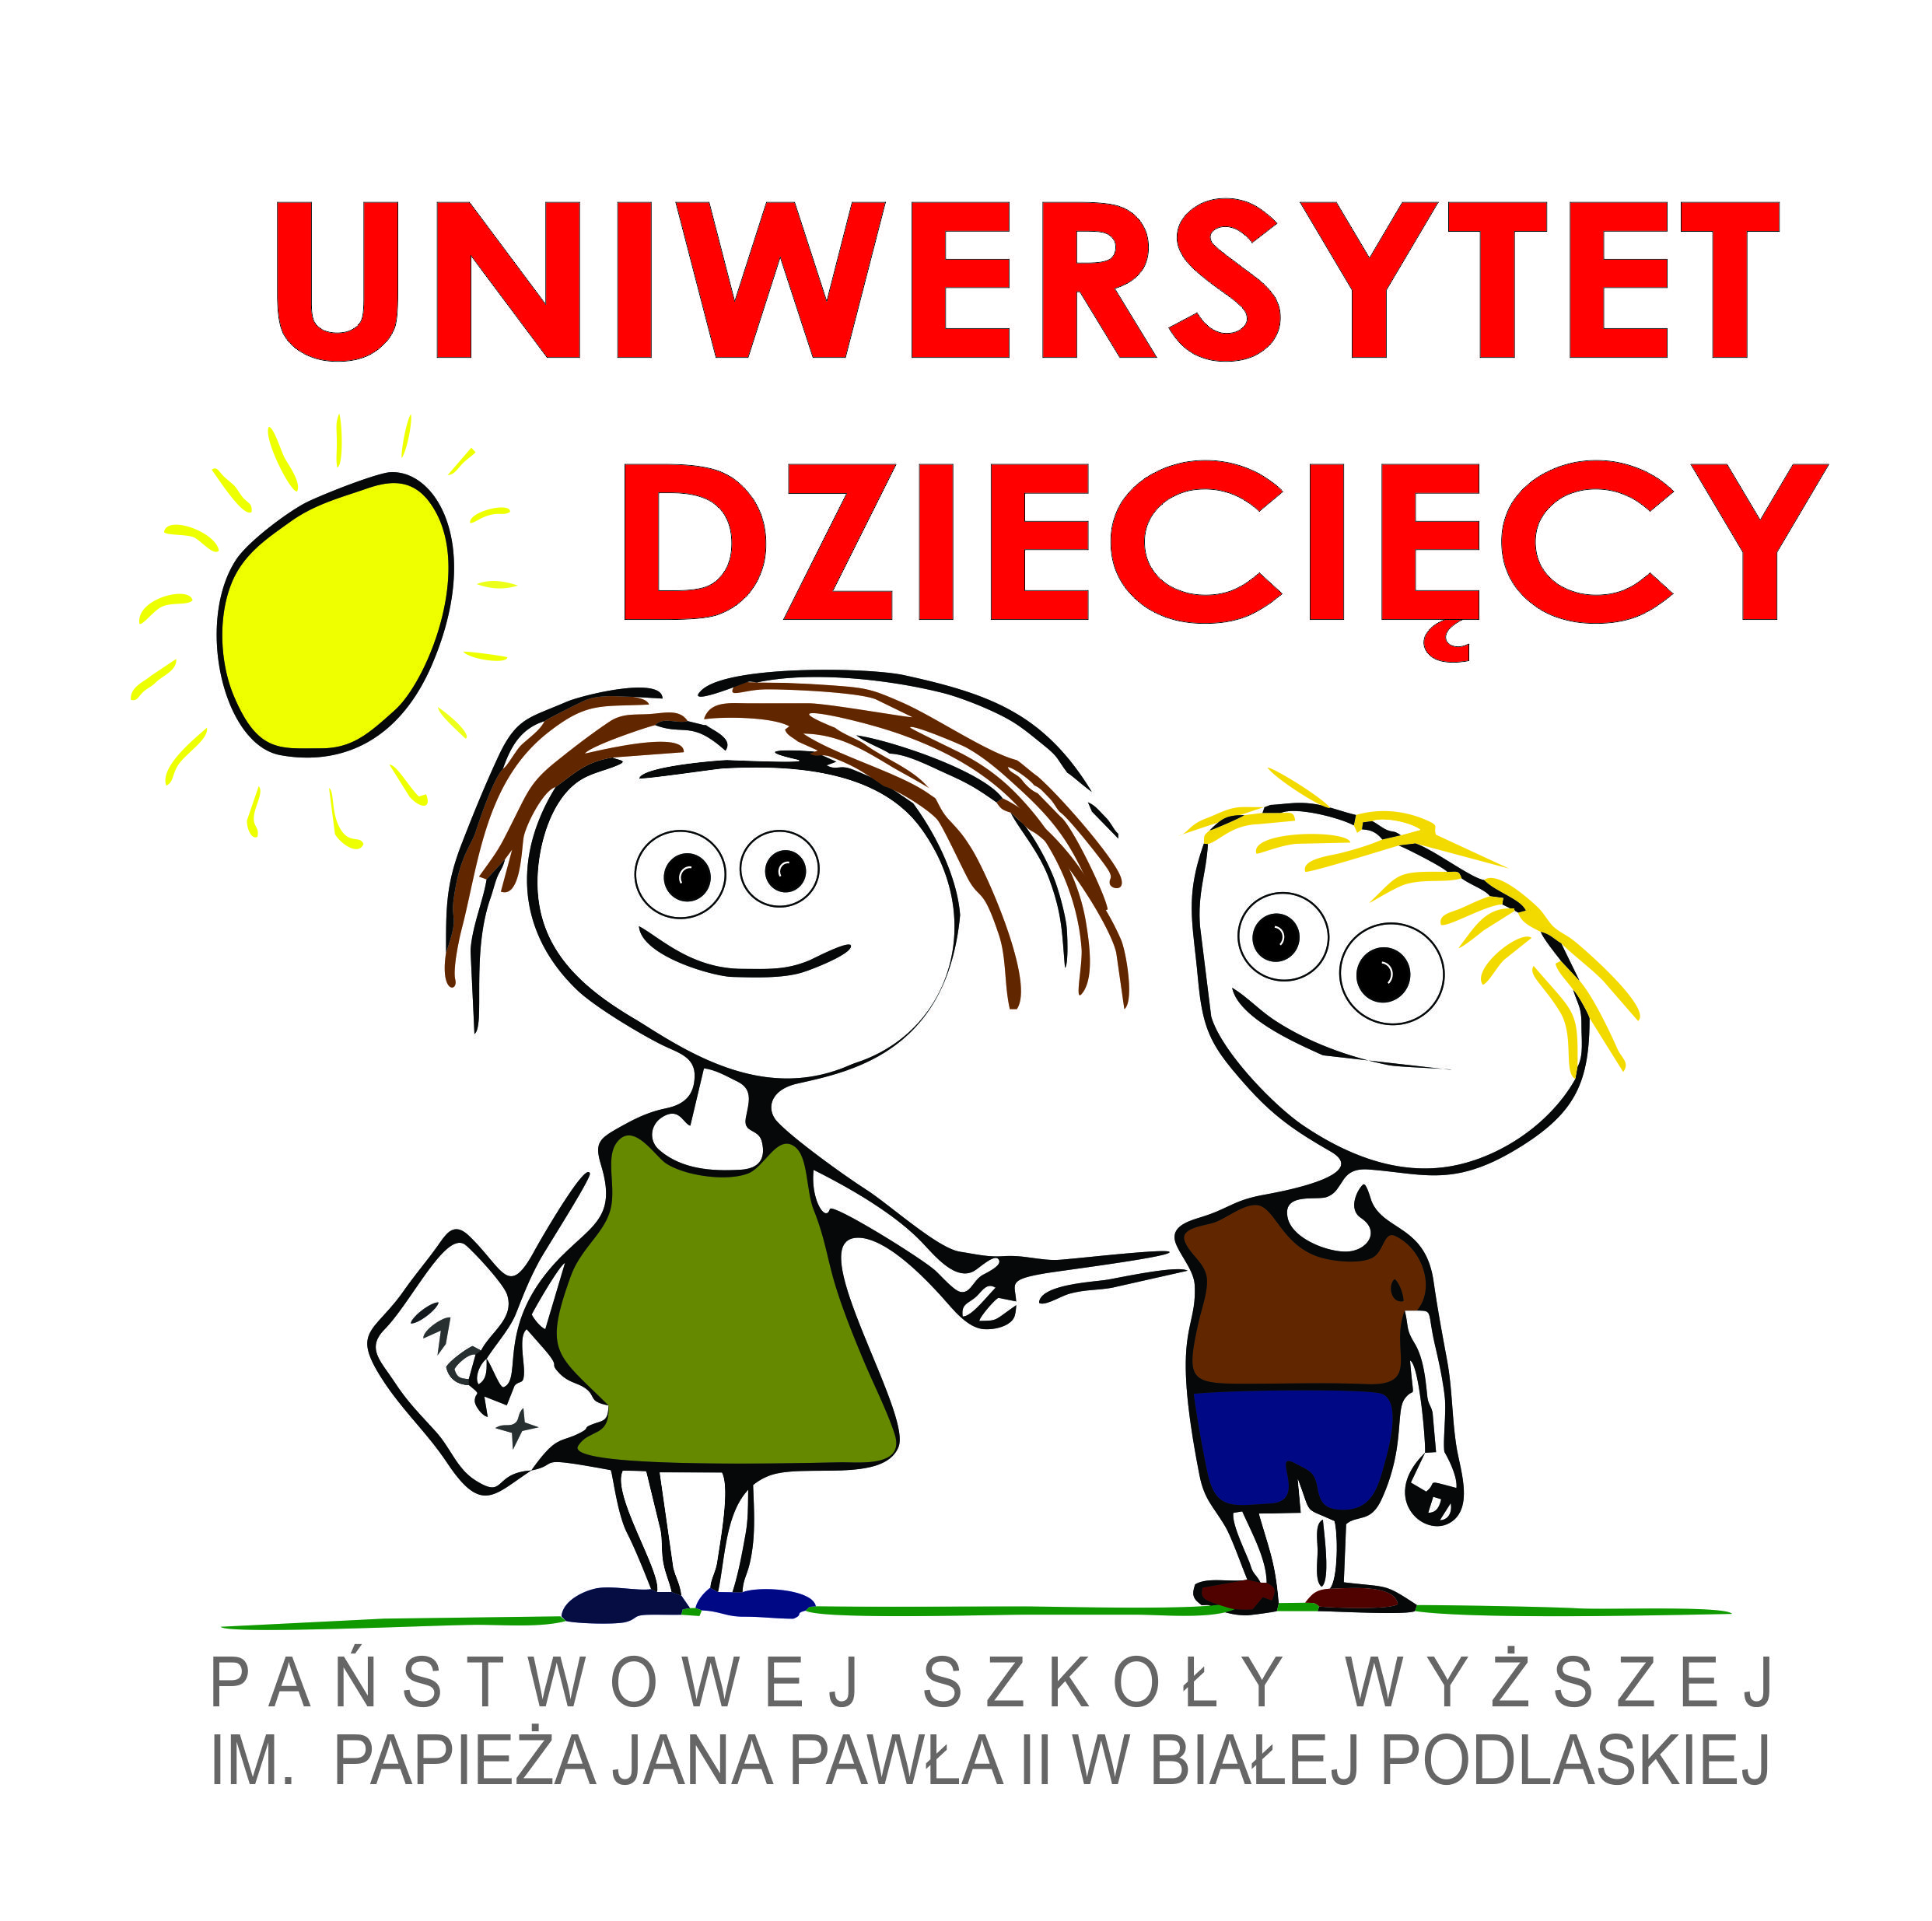 UNIWERSYTET
DZIECIĘCY
PAŃSTWOWEJ SZKOŁY WYŻSZEJ
IM. PAPIEŻA JANA PAWŁA II W BIAŁEJ PODLASKIEJ